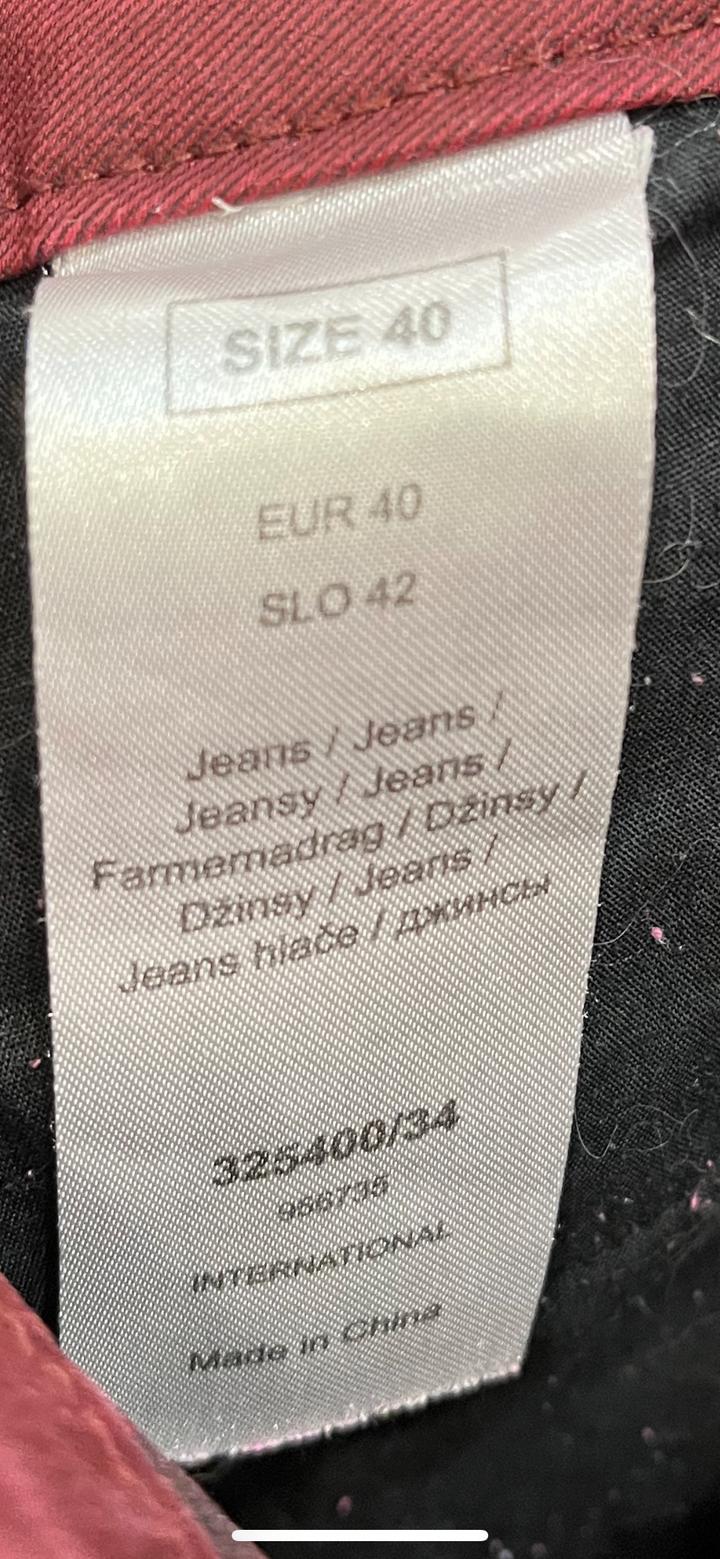 SIZE 40
EUR 40
SLO 42
Jeans / Jeans /
Jeansy / Jeans /
Farmernadrag / Džinsy /
Džinsy / Jeans /
Jeans hlače / джинсы
325400/34
956735
INTERNATIONAL
Made in China